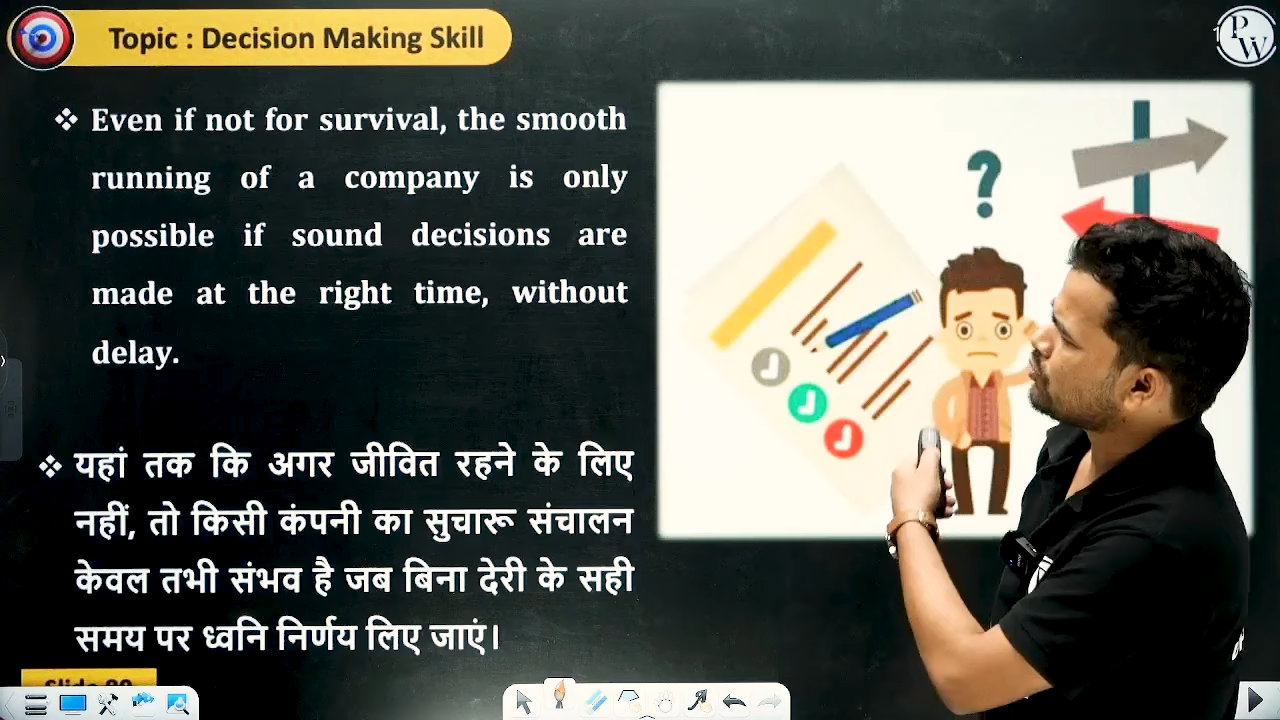 Topic : Decision Making Skill
PW
Even if not for survival, the smooth
running of a company is only
possible if sound decisions are
made at the right time, without
delay.
?
यहां तक कि अगर जीवित रहने के लिए
नहीं, तो किसी कंपनी का सुचारू संचालन
केवल तभी संभव है जब बिना देरी के सही
समय पर ध्वनि निर्णय लिए जाएं।